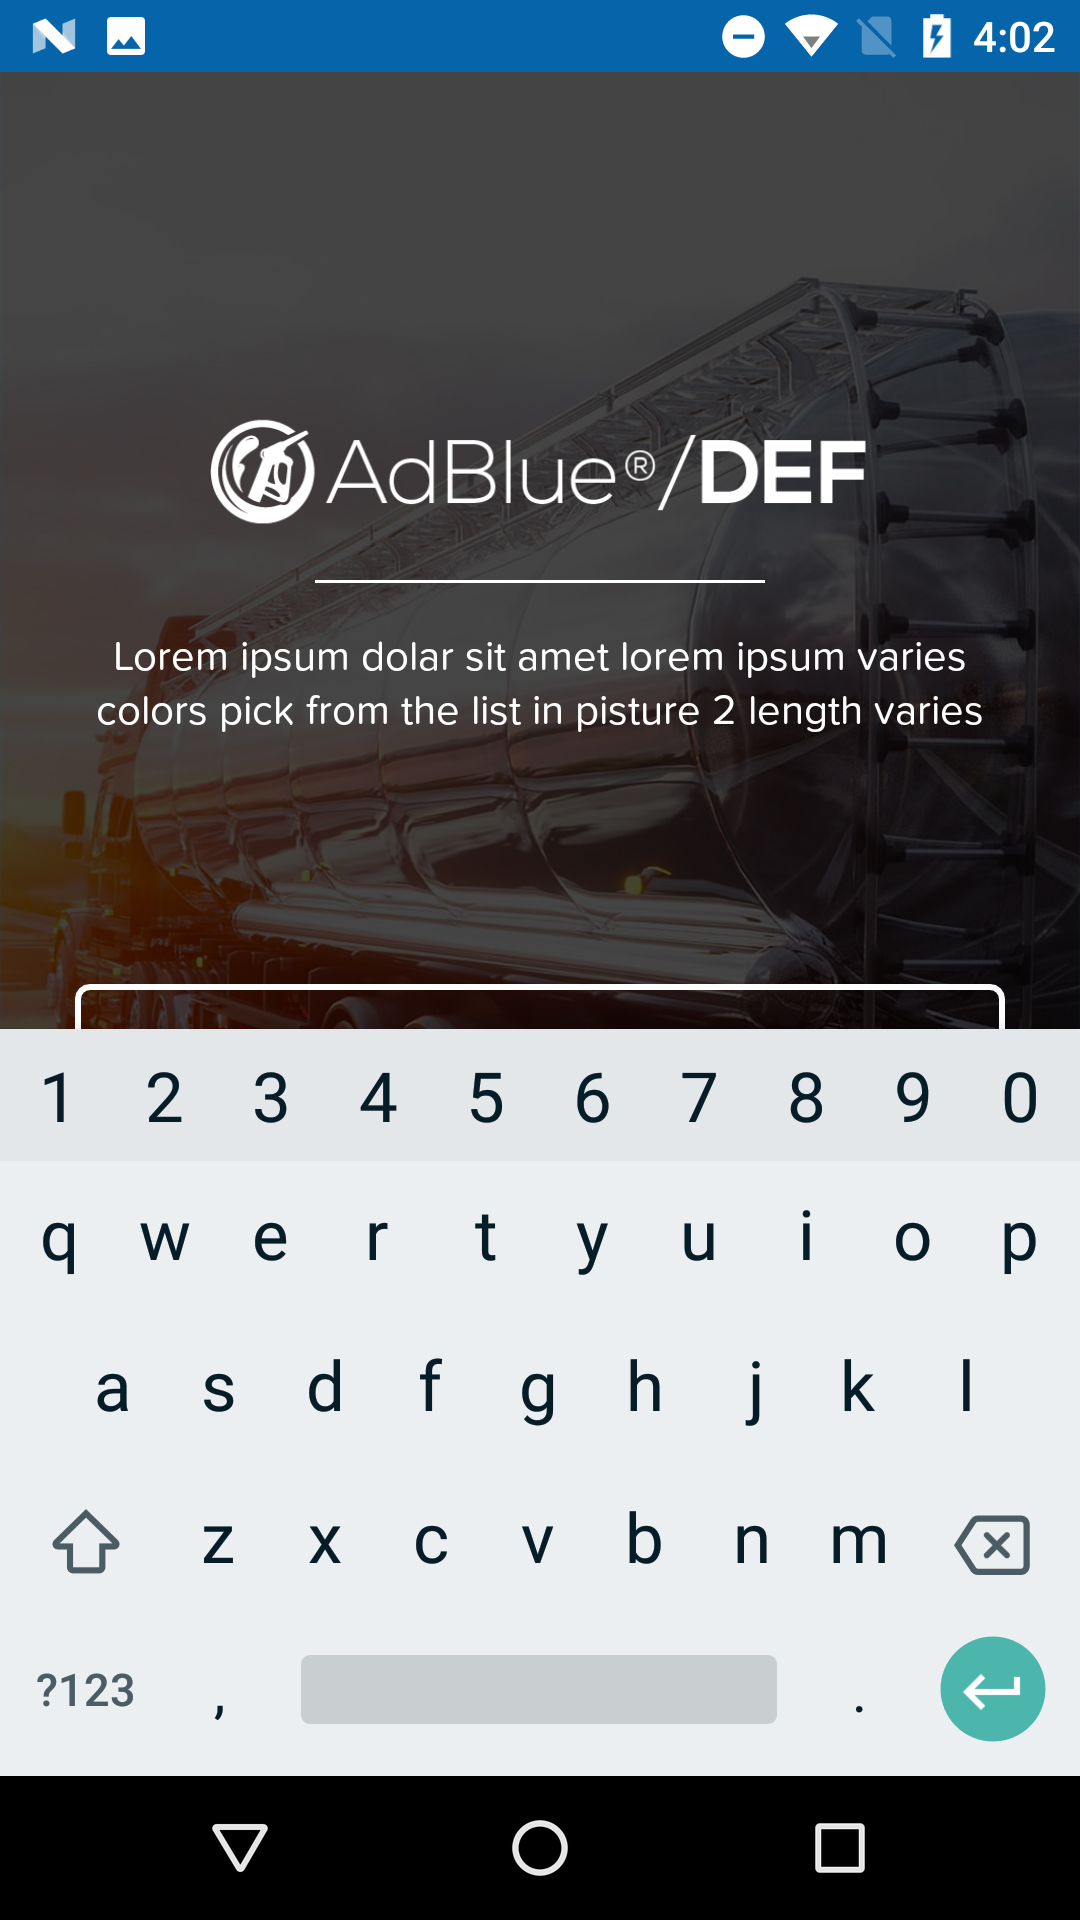 4:02
AdBlue®/DEF
Lorem ipsum dolar sit amet lorem ipsum varies
colors pick from the list in pisture 2 length varies
1 2 3 4 5 6 7 8 9 0
q w e r t y u i o p
a s d f g h j k l
z x c v b n m
?123 , .